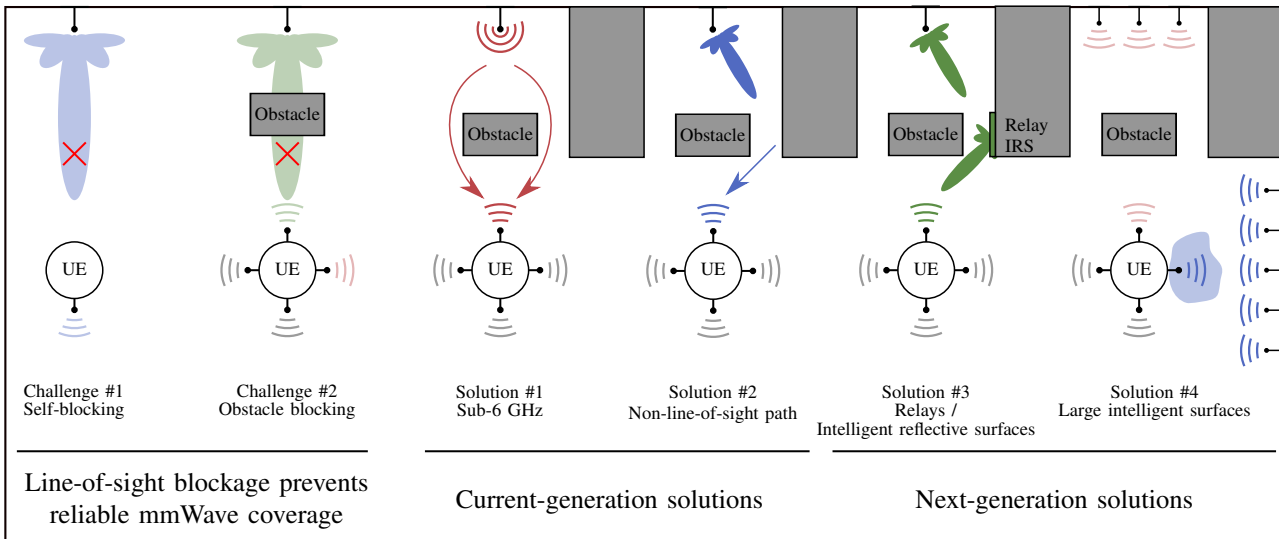 Obstacle
Obstacle
Obstacle
Obstacle
Relay
IRS
Obstacle
UE
UE
UE
UE
UE
UE
Challenge #1
Self-blocking
Challenge #2
Obstacle blocking
Solution #1
Sub-6 GHz
Solution #2
Non-line-of-sight path
Solution #3
Relays /
Intelligent reflective surfaces
Solution #4
Large intelligent surfaces
Line-of-sight blockage prevents
reliable mmWave coverage
Current-generation solutions
Next-generation solutions